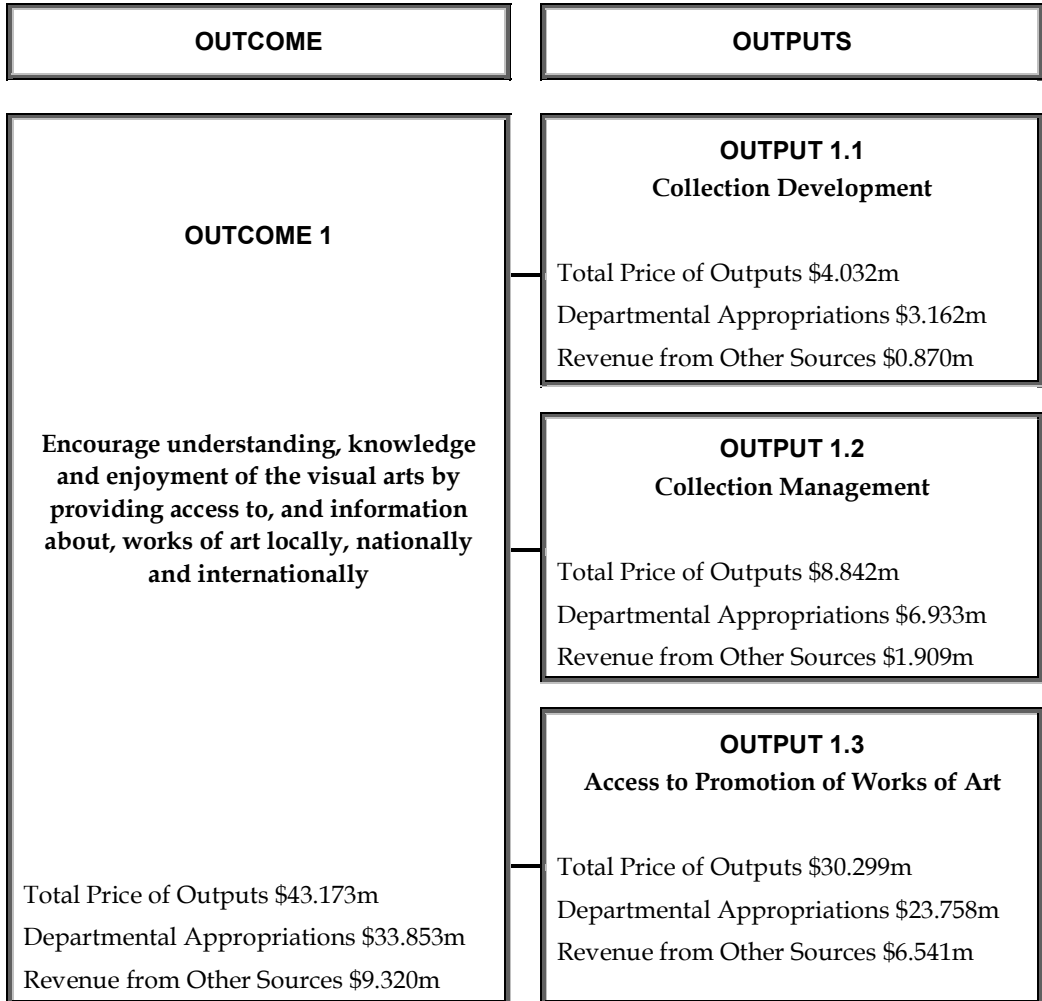 OUTCOME
OUTPUTS
OUTCOME 1
Encourage understanding, knowledge
and enjoyment of the visual arts by
providing access to, and information
about, works of art locally, nationally
and internationally
Total Price of Outputs $43.173m
Departmental Appropriations $33.853m
Revenue from Other Sources $9.320m
OUTPUT 1.1
Collection Development
Total Price of Outputs $4.032m
Departmental Appropriations $3.162m
Revenue from Other Sources $0.870m
OUTPUT 1.2
Collection Management
Total Price of Outputs $8.842m
Departmental Appropriations $6.933m
Revenue from Other Sources $1.909m
OUTPUT 1.3
Access to Promotion of Works of Art
Total Price of Outputs $30.299m
Departmental Appropriations $23.758m
Revenue from Other Sources $6.541m